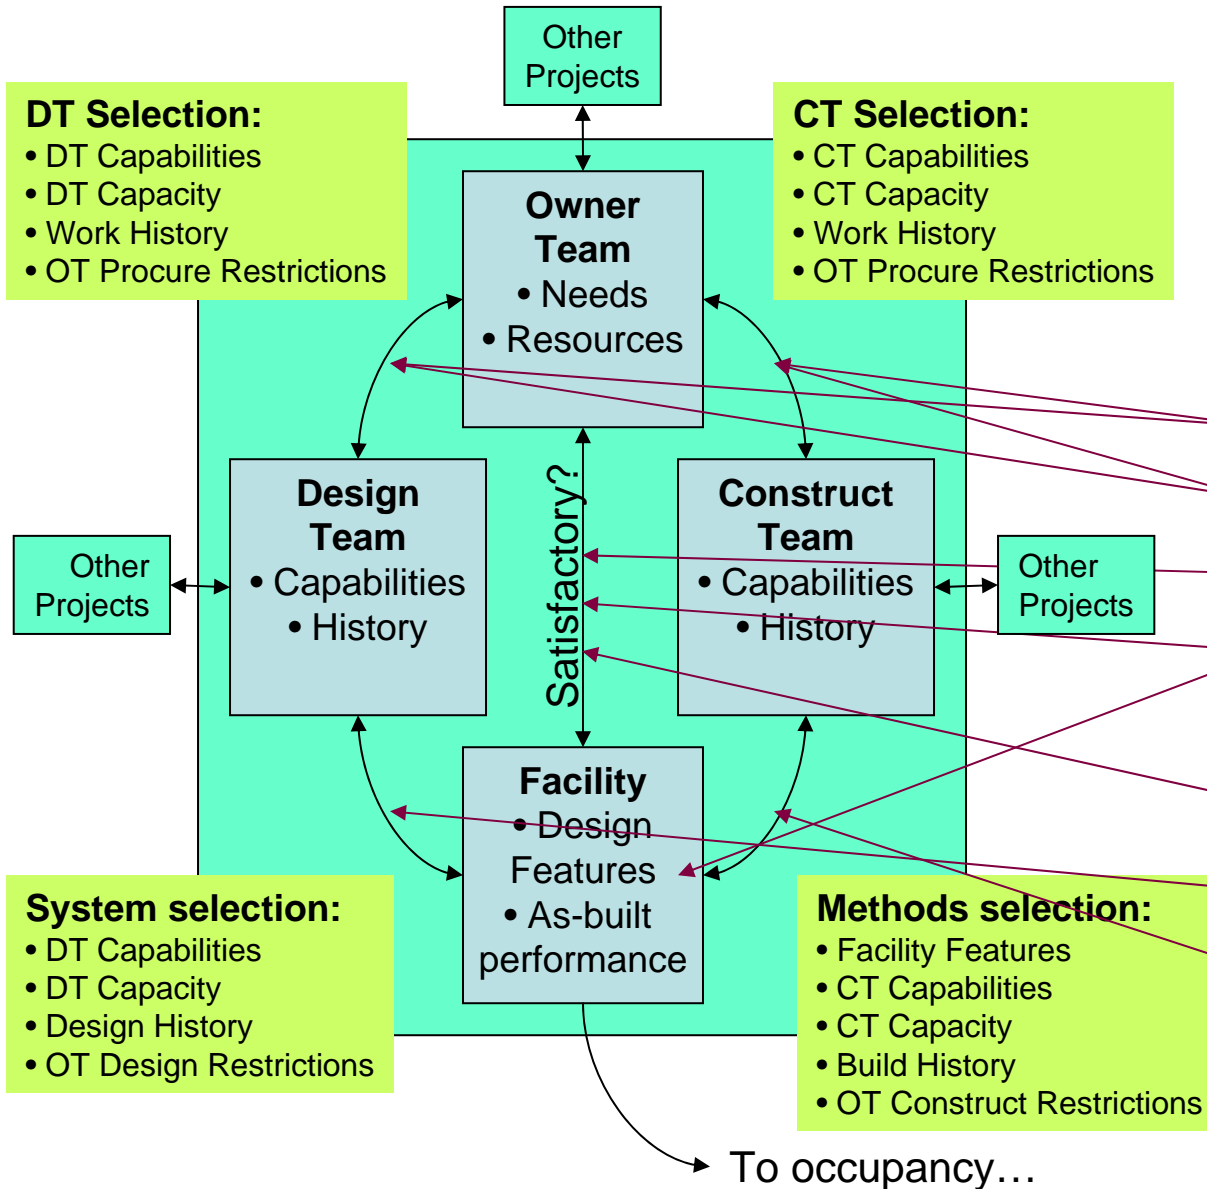 Other
Projects
DT Selection:
• DT Capabilities
• DT Capacity
• Work History
• OT Procure Restrictions
CT Selection:
• CT Capabilities
• CT Capacity
• Work History
• OT Procure Restrictions
Owner
Team
• Needs
• Resources
Design
Team
• Capabilities
• History
Satisfactory?
Construct
Team
• Capabilities
• History
Other
Projects
Other
Projects
Facility
• Design
Features
• As-built
performance
System selection:
• DT Capabilities
• DT Capacity
• Design History
• OT Design Restrictions
Methods selection:
• Facility Features
• CT Capabilities
• CT Capacity
• Build History
• OT Construct Restrictions
To occupancy…